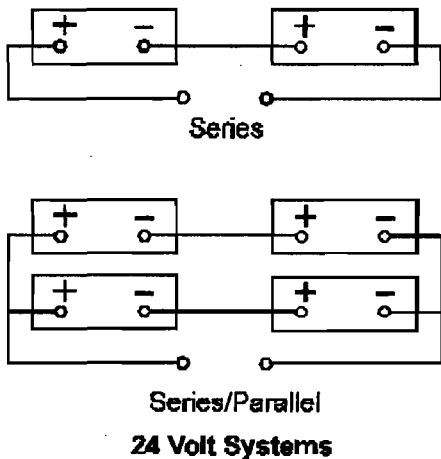 + − + −
Series
+ − + −
+ − + −
Series/Parallel
24 Volt Systems